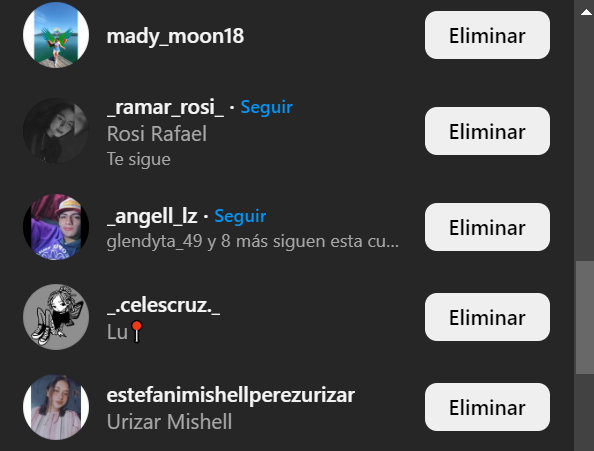 mady_moon18
Eliminar
_ramar_rosi_ · Seguir
Rosi Rafael
Te sigue
Eliminar
_angell_lz · Seguir
glendyta_49 y 8 más siguen esta cu...
Eliminar
_.celescruz._
Lu📍
Eliminar
estefanimishellperezurizar
Urizar Mishell
Eliminar